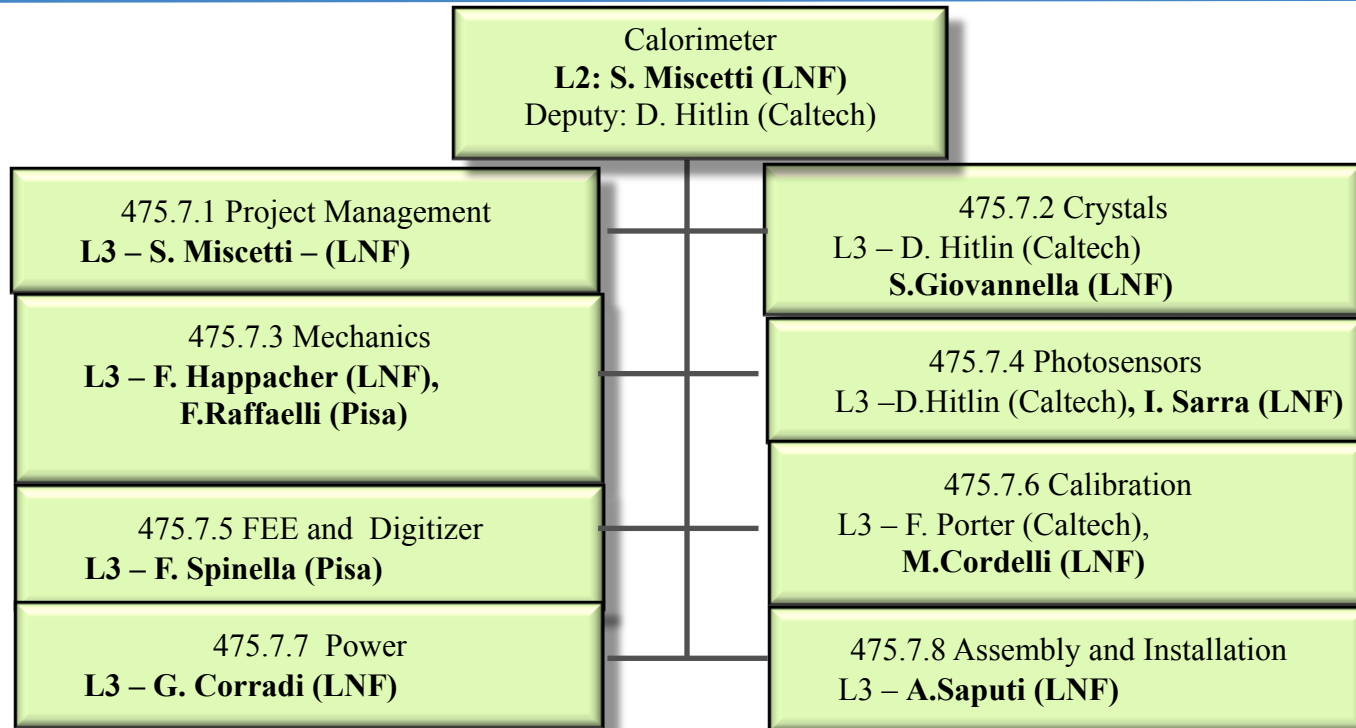 Calorimeter
L2: S. Miscetti (LNF)
Deputy: D. Hitlin (Caltech)
475.7.1 Project Management
L3 – S. Miscetti – (LNF)
475.7.2 Crystals
L3 – D. Hitlin (Caltech)
S.Giovannella (LNF)
475.7.3 Mechanics
L3 – F. Happacher (LNF),
F.Raffaelli (Pisa)
475.7.4 Photosensors
L3 –D.Hitlin (Caltech), I. Sarra (LNF)
475.7.5 FEE and  Digitizer
L3 – F. Spinella (Pisa)
475.7.6 Calibration
L3 – F. Porter (Caltech),
M.Cordelli (LNF)
475.7.7  Power
L3 – G. Corradi (LNF)
475.7.8 Assembly and Installation
L3 – A.Saputi (LNF)